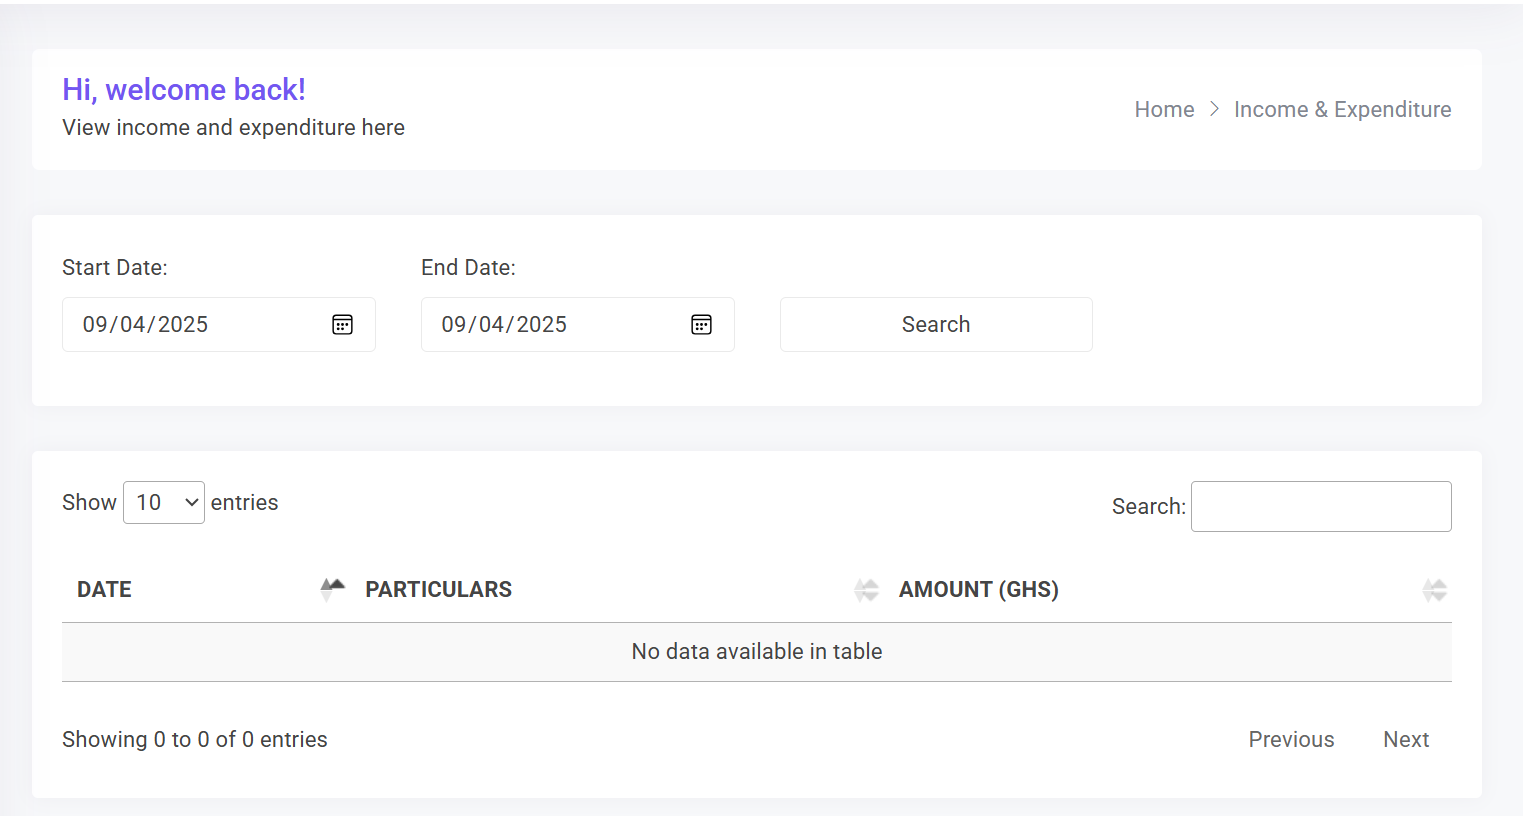 Hi, welcome back!
View income and expenditure here
Home > Income & Expenditure
Start Date:
End Date:
09/04/2025
09/04/2025
Search
Show 10 entries
Search:
DATE
PARTICULARS
AMOUNT (GHS)
No data available in table
Showing 0 to 0 of 0 entries
Previous
Next